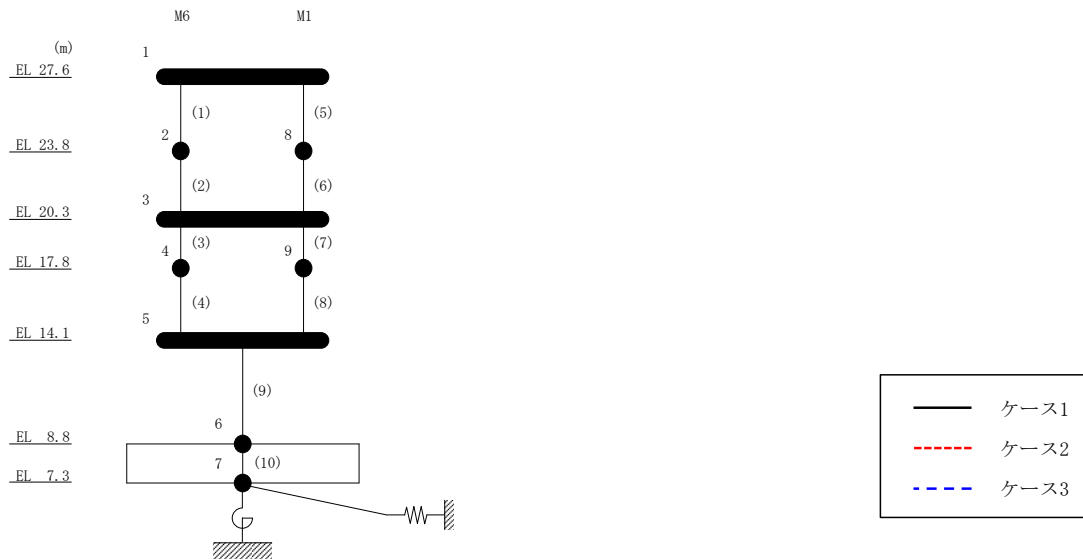 M6 M1
(m)
1
EL 27.6
(1) (5)
2 8
EL 23.8
(2) (6)
3
EL 20.3
(3) (7)
4 9
EL 17.8
(4) (8)
5
EL 14.1
(9)
6
EL 8.8
7 (10)
EL 7.3
ケース1
ケース2
ケース3